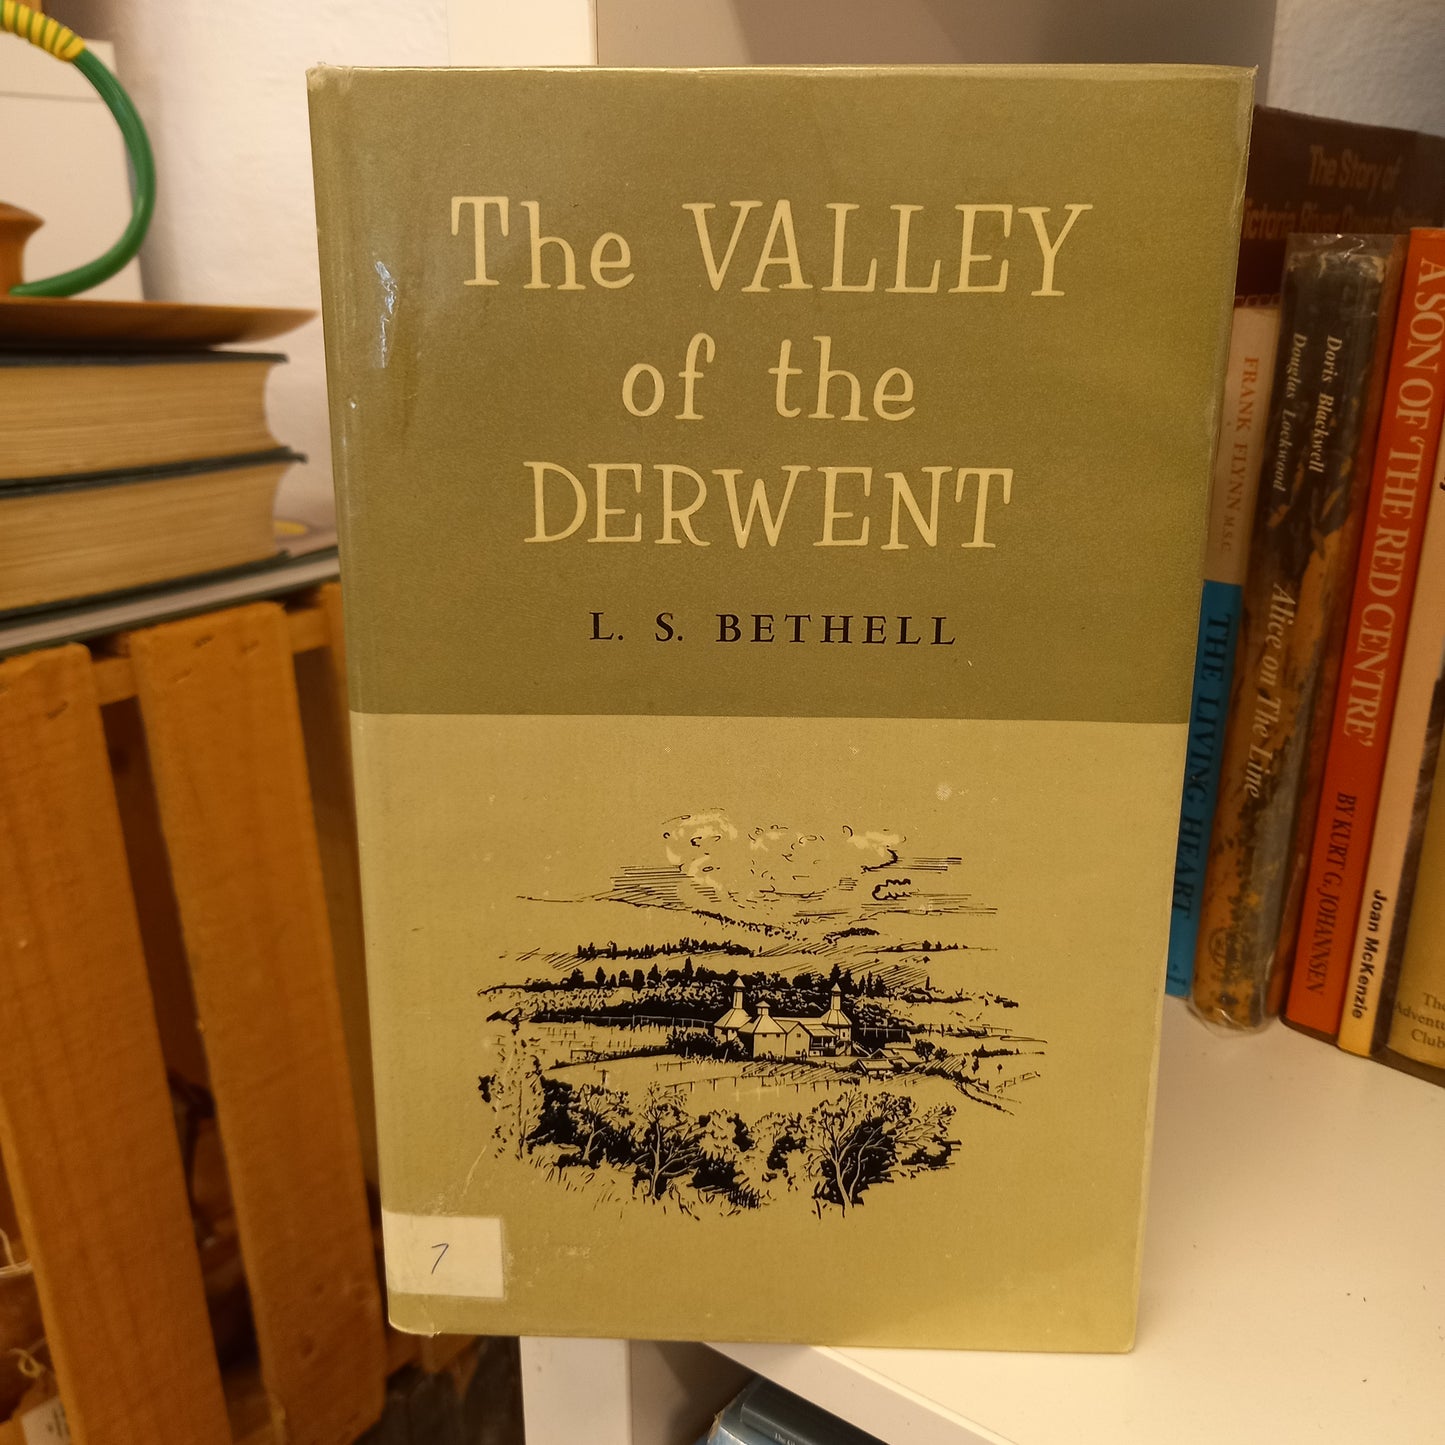 The VALLEY
of the
DERWENT
L. S. BETHELL
7
The Story of
Victoria River Downs
FRANK FLYNN M.S.C.
THE LIVING HEART
Doris Blackwell
Douglas Lockwood
Alice on The Line
A SON OF 'THE RED CENTRE'
BY KURT G. JOHANNSEN
Joan McKenzie
The
Adventur
Club